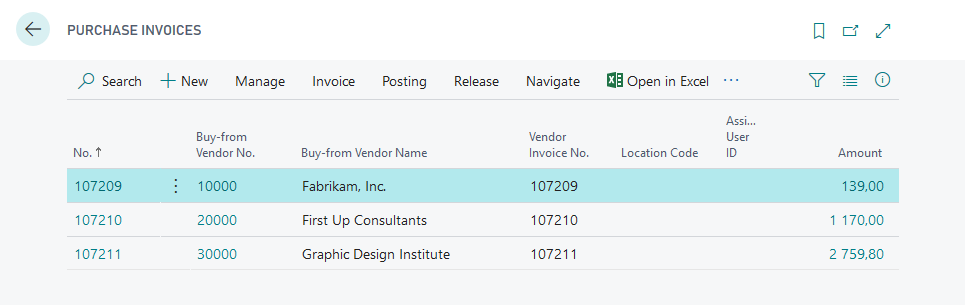 PURCHASE INVOICES
Search New Manage Invoice Posting Release Navigate Open in Excel ...
No. ↑ Buy-from Vendor No. Buy-from Vendor Name Vendor Invoice No. Location Code Assi... User ID Amount
107209 10000 Fabrikam, Inc. 107209 139,00
107210 20000 First Up Consultants 107210 1 170,00
107211 30000 Graphic Design Institute 107211 2 759,80